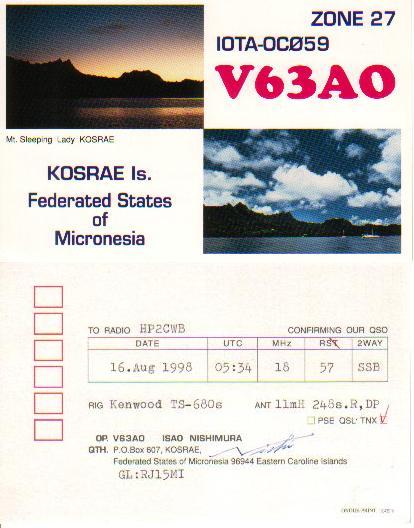 ZONE 27
IOTA-OCØ59
V63AO
Mt. Sleeping Lady KOSRAE
KOSRAE Is.
Federated States
of
Micronesia
TO RADIO HP2CWB CONFIRMING OUR QSO
DATE UTC MHz RST 2WAY
16.Aug 1998 05:34 18 57 SSB
RIG Kenwood TS-680s ANT 11mH 248s.R,DP
PSE QSL TNX
OP. V63AO ISAO NISHIMURA
QTH. P.O.Box 607, KOSRAE,
Federated States of Micronesia 96944 Eastern Caroline Islands
GL:RJ15MI